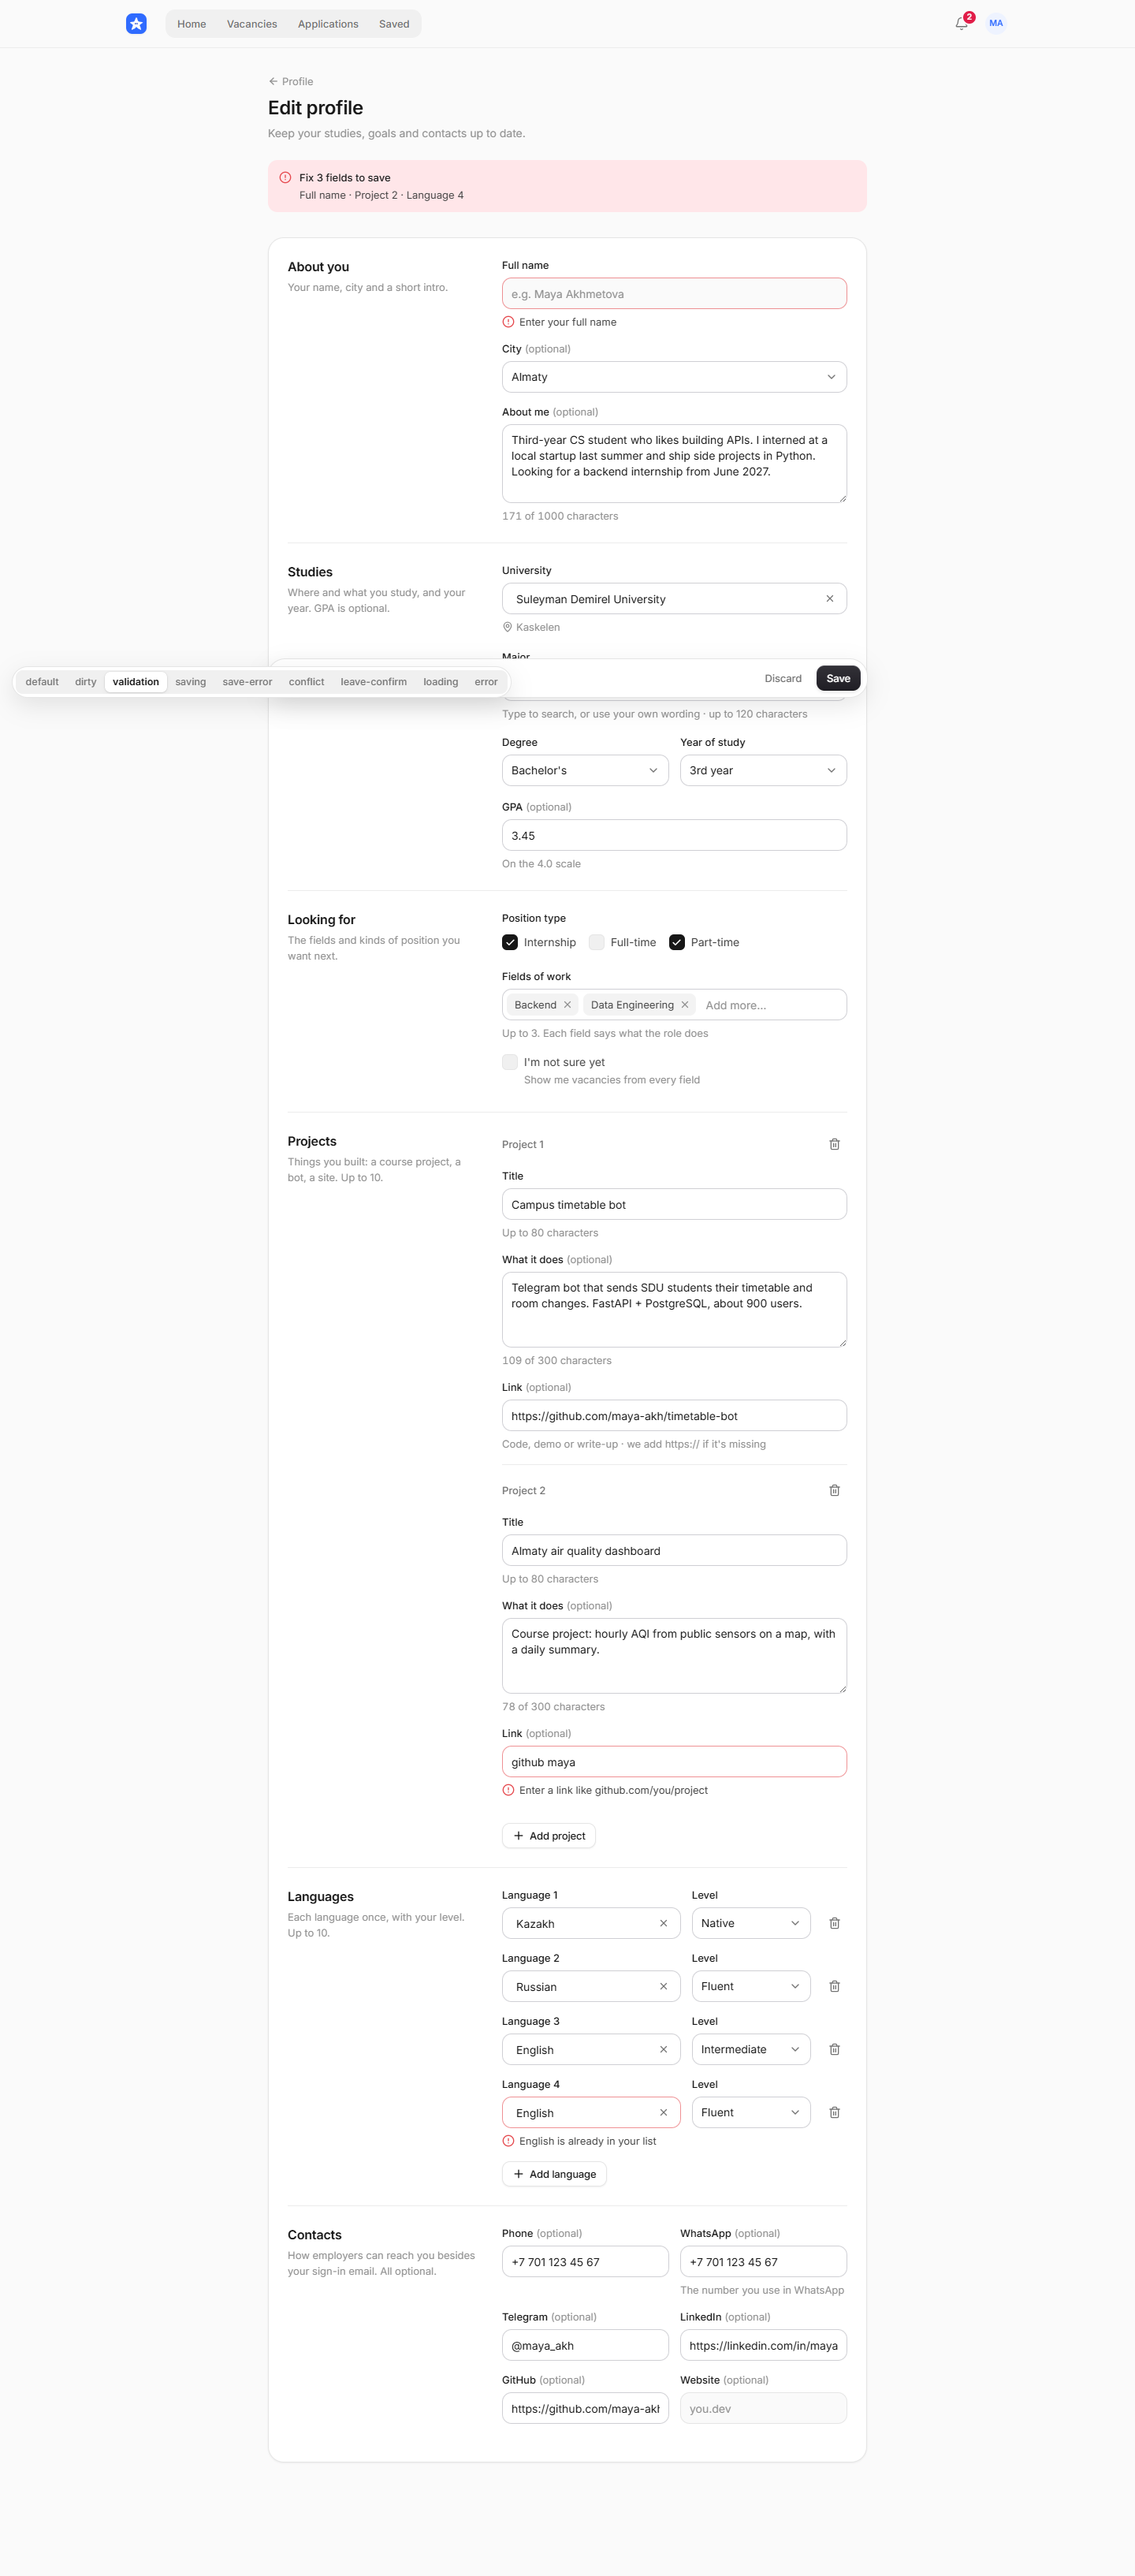 Home Vacancies Applications Saved 2 MA
Profile
Edit profile
Keep your studies, goals and contacts up to date.
Fix 3 fields to save
Full name · Project 2 · Language 4
About you
Your name, city and a short intro.
Full name
e.g. Maya Akhmetova
Enter your full name
City (optional)
Almaty
About me (optional)
Third-year CS student who likes building APIs. I interned at a
local startup last summer and ship side projects in Python.
Looking for a backend internship from June 2027.
171 of 1000 characters
Studies
Where and what you study, and your
year. GPA is optional.
University
Suleyman Demirel University
Kaskelen
Major
default dirty validation saving save-error conflict leave-confirm loading error
Discard Save
Type to search, or use your own wording · up to 120 characters
Degree Year of study
Bachelor's 3rd year
GPA (optional)
3.45
On the 4.0 scale
Looking for
The fields and kinds of position you
want next.
Position type
Internship Full-time Part-time
Fields of work
Backend Data Engineering Add more...
Up to 3. Each field says what the role does
I'm not sure yet
Show me vacancies from every field
Projects
Things you built: a course project, a
bot, a site. Up to 10.
Project 1
Title
Campus timetable bot
Up to 80 characters
What it does (optional)
Telegram bot that sends SDU students their timetable and
room changes. FastAPI + PostgreSQL, about 900 users.
109 of 300 characters
Link (optional)
https://github.com/maya-akh/timetable-bot
Code, demo or write-up · we add https:// if it's missing
Project 2
Title
Almaty air quality dashboard
Up to 80 characters
What it does (optional)
Course project: hourly AQI from public sensors on a map, with
a daily summary.
78 of 300 characters
Link (optional)
github maya
Enter a link like github.com/you/project
Add project
Languages
Each language once, with your level.
Up to 10.
Language 1 Level
Kazakh Native
Language 2 Level
Russian Fluent
Language 3 Level
English Intermediate
Language 4 Level
English Fluent
English is already in your list
Add language
Contacts
How employers can reach you besides
your sign-in email. All optional.
Phone (optional) WhatsApp (optional)
+7 701 123 45 67 +7 701 123 45 67
The number you use in WhatsApp
Telegram (optional) LinkedIn (optional)
@maya_akh https://linkedin.com/in/maya
GitHub (optional) Website (optional)
https://github.com/maya-akh you.dev